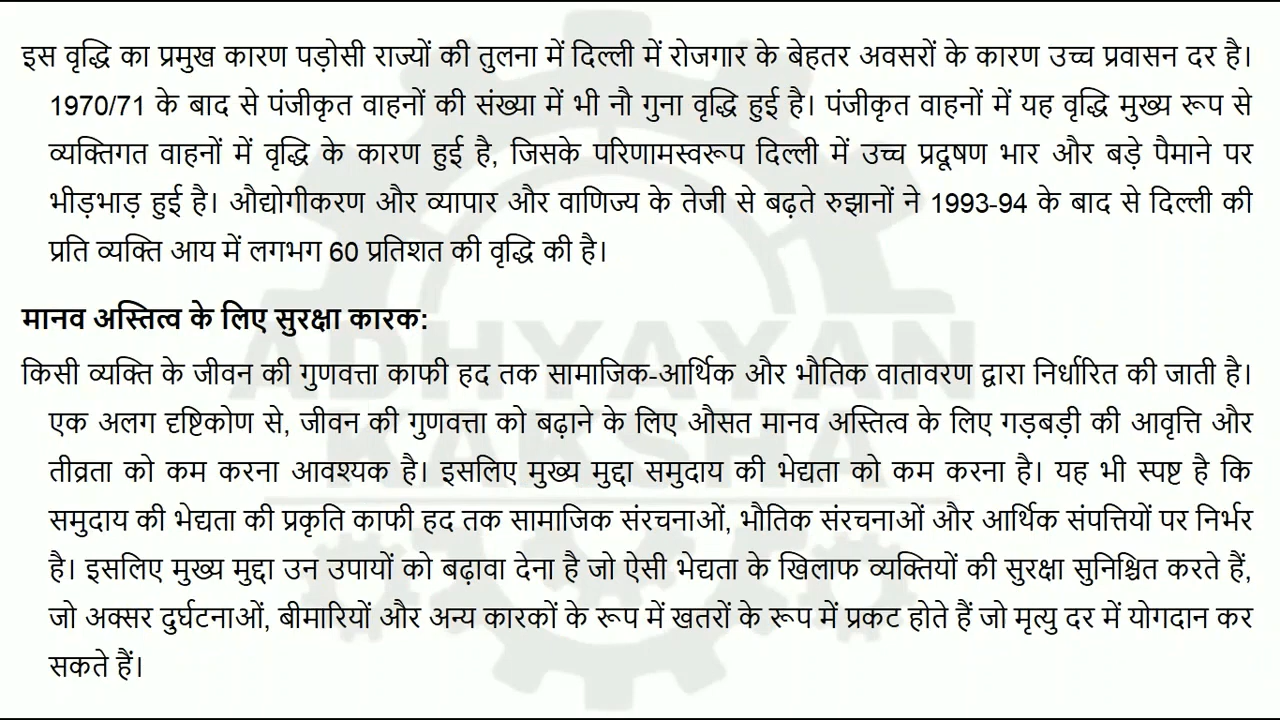 इस वृद्धि का प्रमुख कारण पड़ोसी राज्यों की तुलना में दिल्ली में रोजगार के बेहतर अवसरों के कारण उच्च प्रवासन दर है।
1970/71 के बाद से पंजीकृत वाहनों की संख्या में भी नौ गुना वृद्धि हुई है। पंजीकृत वाहनों में यह वृद्धि मुख्य रूप से
व्यक्तिगत वाहनों में वृद्धि के कारण हुई है, जिसके परिणामस्वरूप दिल्ली में उच्च प्रदूषण भार और बड़े पैमाने पर
भीड़भाड़ हुई है। औद्योगीकरण और व्यापार और वाणिज्य के तेजी से बढ़ते रुझानों ने 1993-94 के बाद से दिल्ली की
प्रति व्यक्ति आय में लगभग 60 प्रतिशत की वृद्धि की है।
मानव अस्तित्व के लिए सुरक्षा कारक:
किसी व्यक्ति के जीवन की गुणवत्ता काफी हद तक सामाजिक-आर्थिक और भौतिक वातावरण द्वारा निर्धारित की जाती है।
एक अलग दृष्टिकोण से, जीवन की गुणवत्ता को बढ़ाने के लिए औसत मानव अस्तित्व के लिए गड़बड़ी की आवृत्ति और
तीव्रता को कम करना आवश्यक है। इसलिए मुख्य मुद्दा समुदाय की भेद्यता को कम करना है। यह भी स्पष्ट है कि
समुदाय की भेद्यता की प्रकृति काफी हद तक सामाजिक संरचनाओं, भौतिक संरचनाओं और आर्थिक संपत्तियों पर निर्भर
है। इसलिए मुख्य मुद्दा उन उपायों को बढ़ावा देना है जो ऐसी भेद्यता के खिलाफ व्यक्तियों की सुरक्षा सुनिश्चित करते हैं,
जो अक्सर दुर्घटनाओं, बीमारियों और अन्य कारकों के रूप में खतरों के रूप में प्रकट होते हैं जो मृत्यु दर में योगदान कर
सकते हैं।
ADHYAYAN
KAKSHA